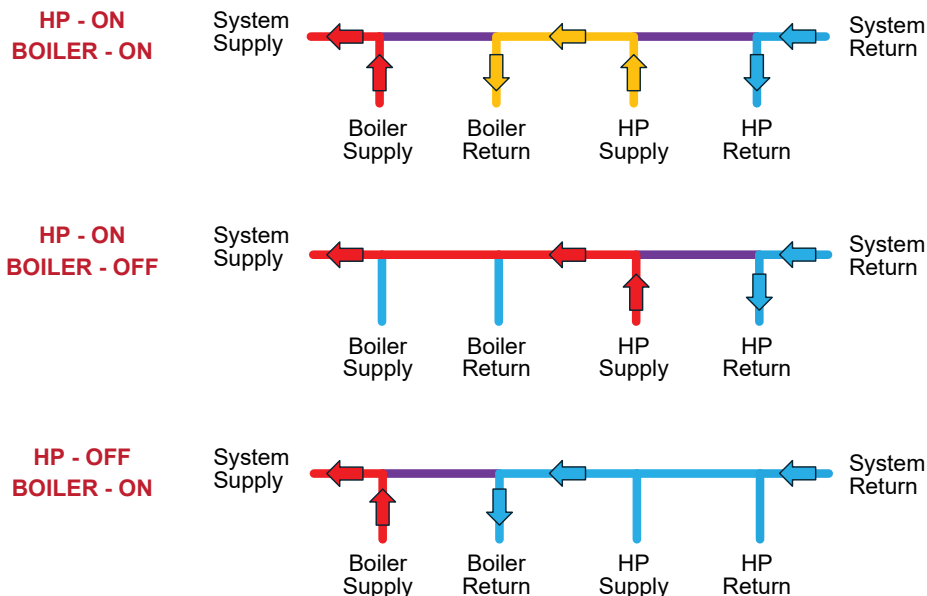 HP - ON
BOILER - ON
System
Supply
System
Return
Boiler
Supply
Boiler
Return
HP
Supply
HP
Return
HP - ON
BOILER - OFF
System
Supply
System
Return
Boiler
Supply
Boiler
Return
HP
Supply
HP
Return
HP - OFF
BOILER - ON
System
Supply
System
Return
Boiler
Supply
Boiler
Return
HP
Supply
HP
Return